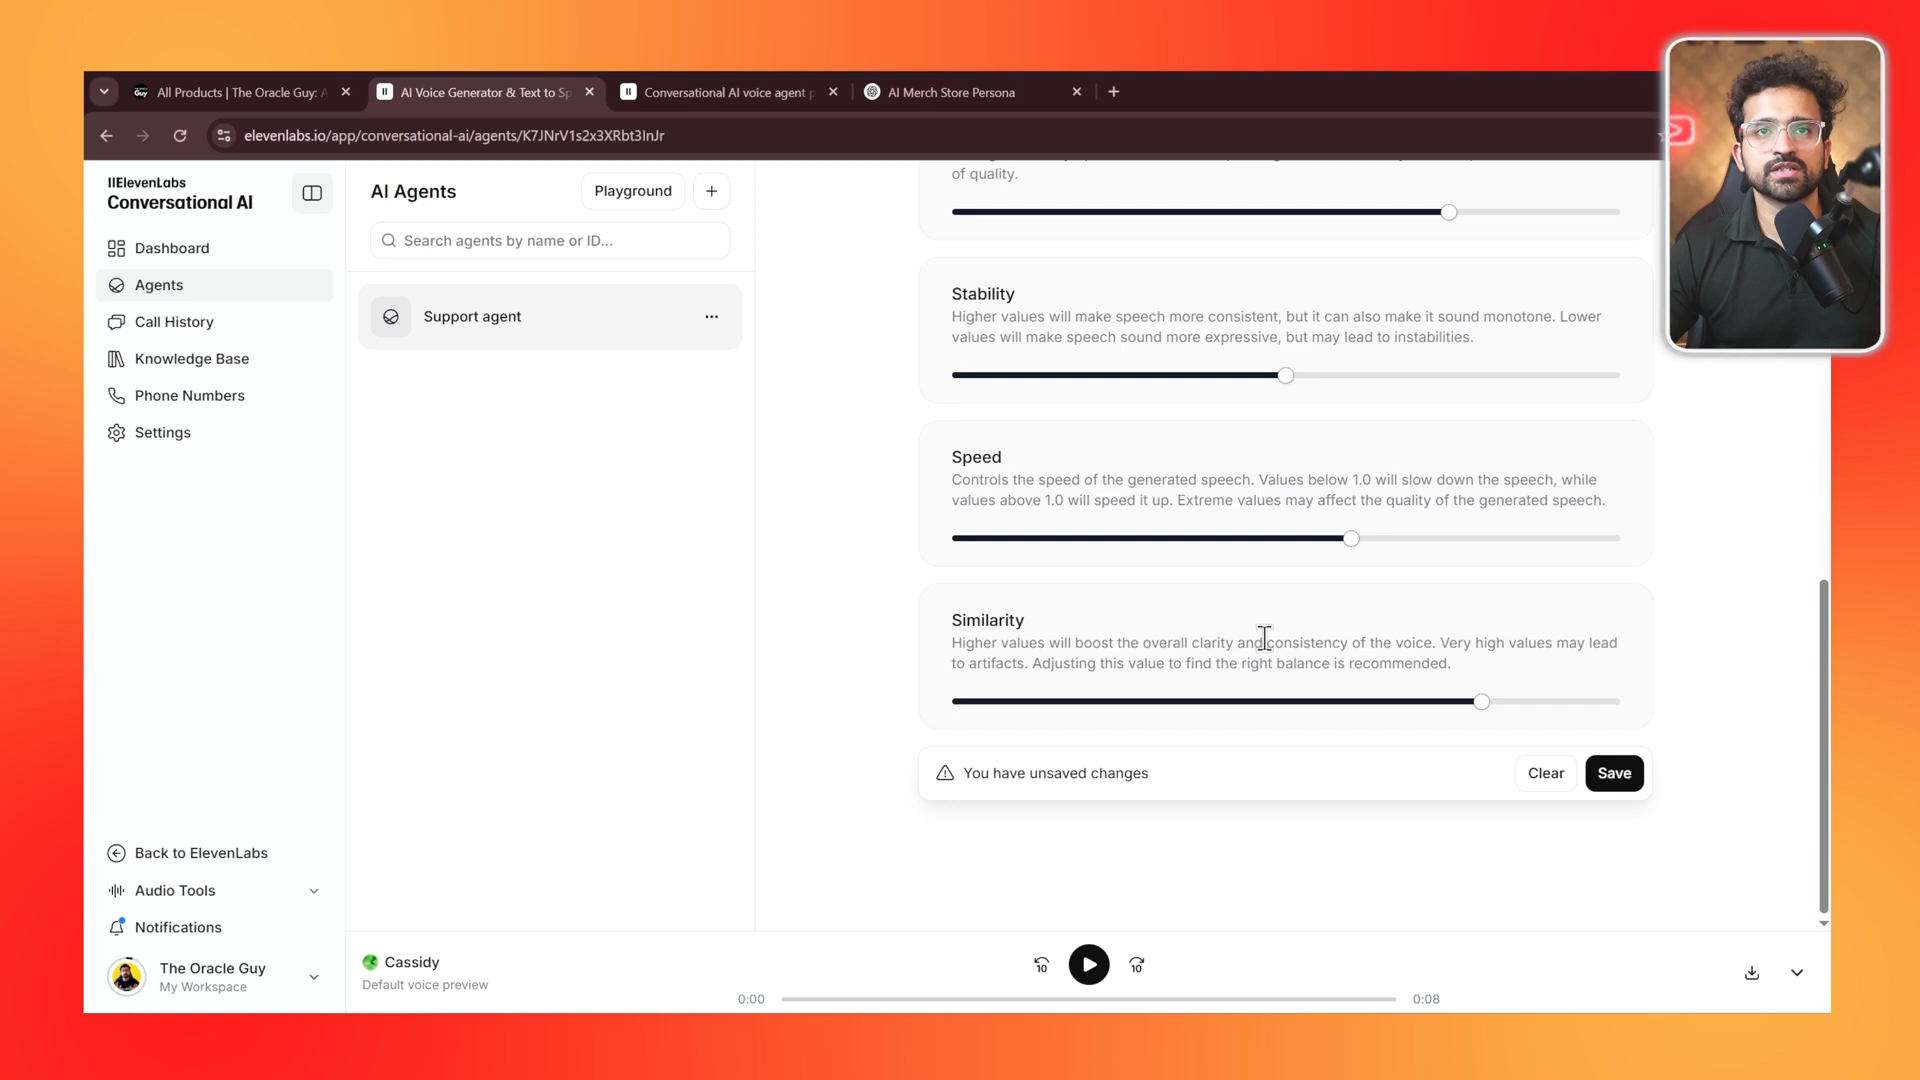 Guy
All Products | The Oracle Guy: A
AI Voice Generator & Text to Sp
Conversational AI voice agent p
AI Merch Store Persona
elevenlabs.io/app/conversational-ai/agents/K7JNrV1s2x3XRbt3lnJr
IIElevenLabs
Conversational AI
Dashboard
Agents
Call History
Knowledge Base
Phone Numbers
Settings
Back to ElevenLabs
Audio Tools
Notifications
The Oracle Guy
My Workspace
AI Agents
Playground
Search agents by name or ID...
Support agent
of quality.
Stability
Higher values will make speech more consistent, but it can also make it sound monotone. Lower
values will make speech sound more expressive, but may lead to instabilities.
Speed
Controls the speed of the generated speech. Values below 1.0 will slow down the speech, while
values above 1.0 will speed it up. Extreme values may affect the quality of the generated speech.
Similarity
Higher values will boost the overall clarity and consistency of the voice. Very high values may lead
to artifacts. Adjusting this value to find the right balance is recommended.
You have unsaved changes
Clear
Save
Cassidy
Default voice preview
10
10
0:00
0:08